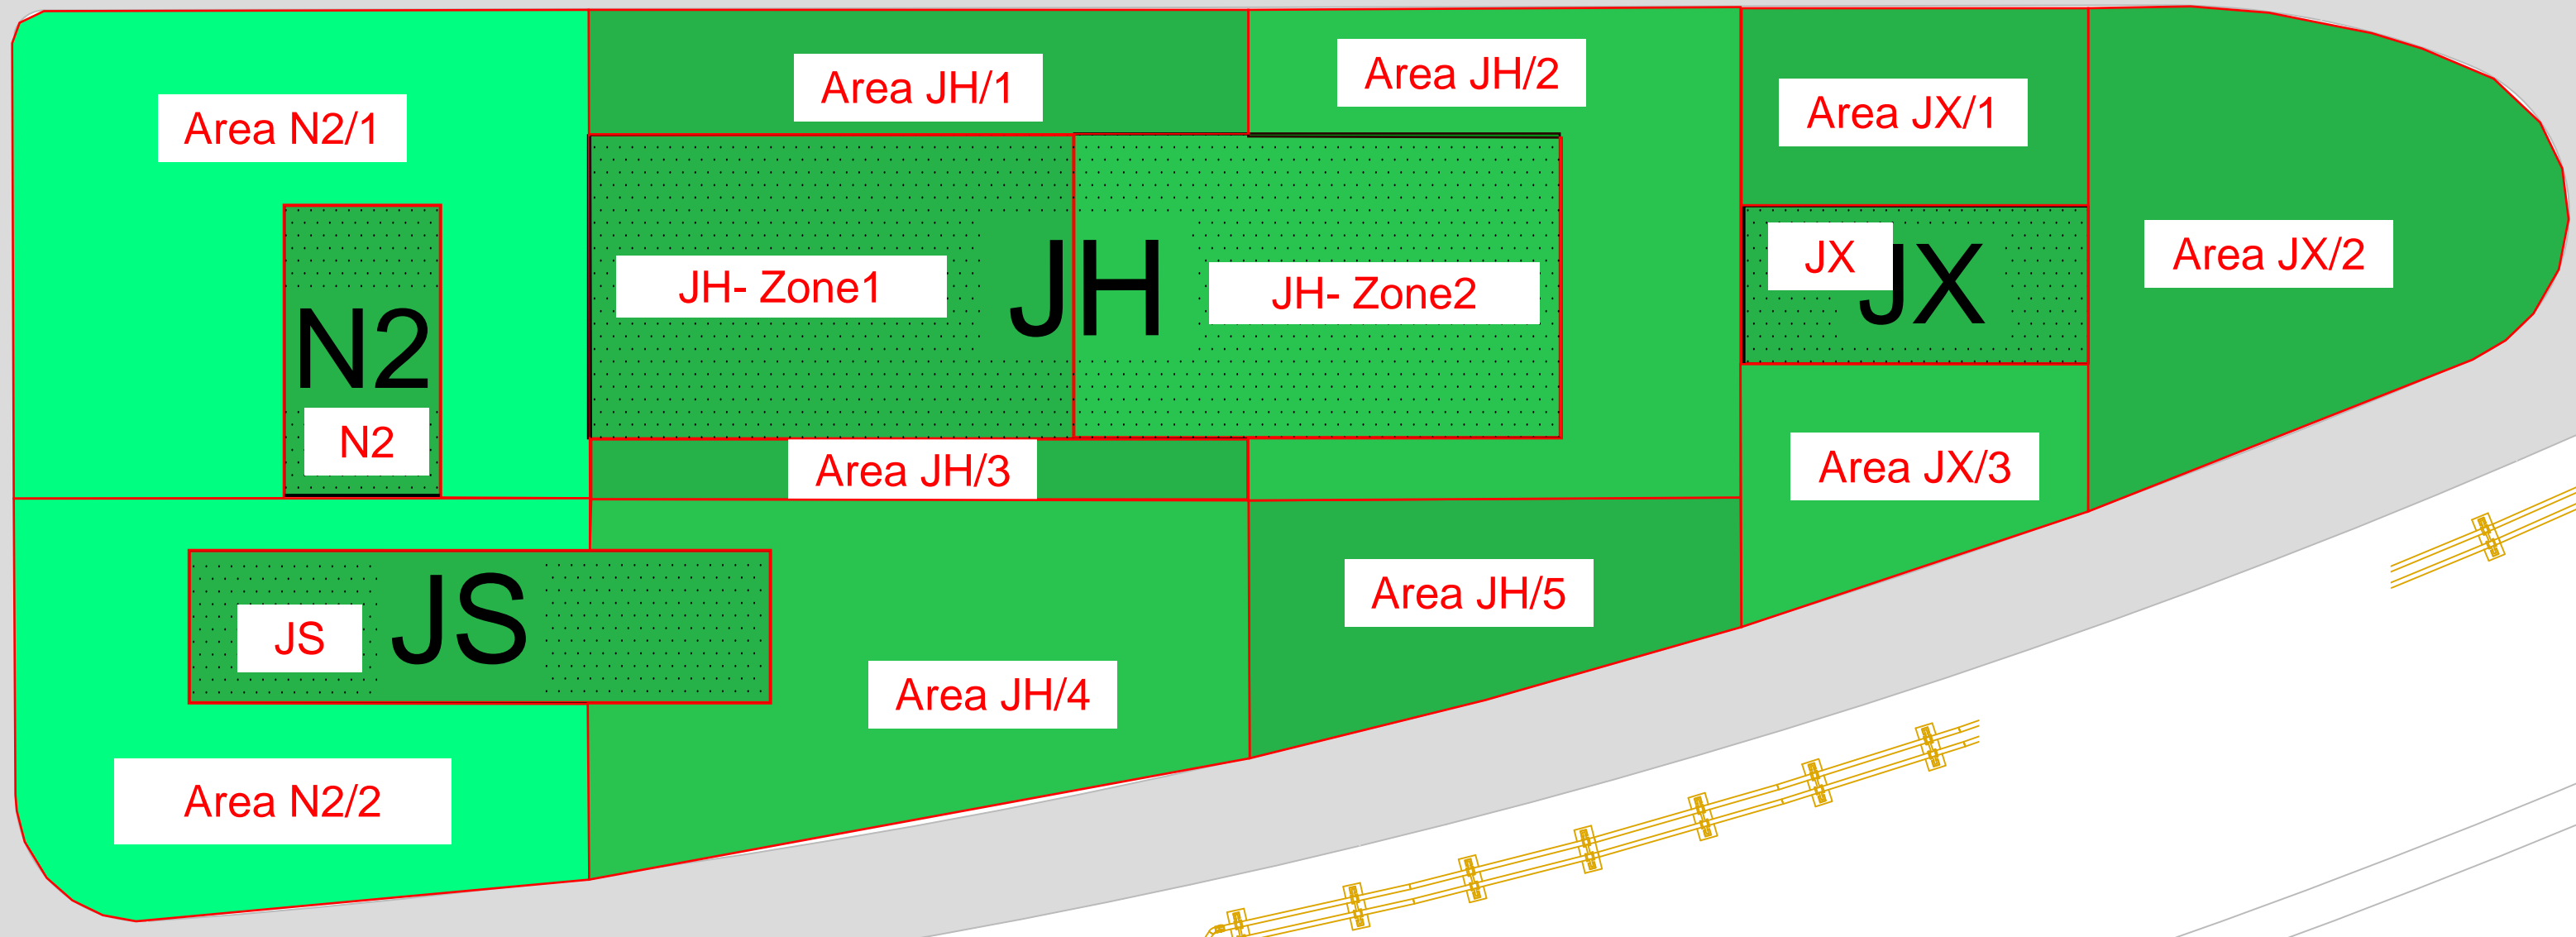 Area N2/1
Area JH/1
Area JH/2
Area JX/1
Area JX/2
N2
N2
JH- Zone1
JH
JH- Zone2
JX
JX
Area JH/3
Area JX/3
JS
JS
Area JH/5
Area JH/4
Area N2/2